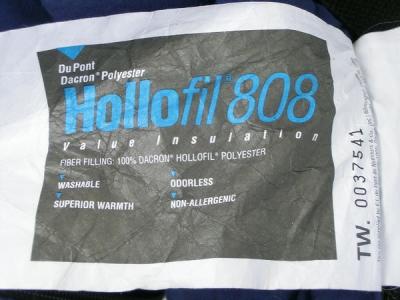 Du Pont
Dacron® Polyester
Hollofil® 808
Value Insulation
FIBER FILLING: 100% DACRON® HOLLOFIL® POLYESTER
WASHABLE
ODORLESS
SUPERIOR WARMTH
NON-ALLERGENIC
TW. 0037541